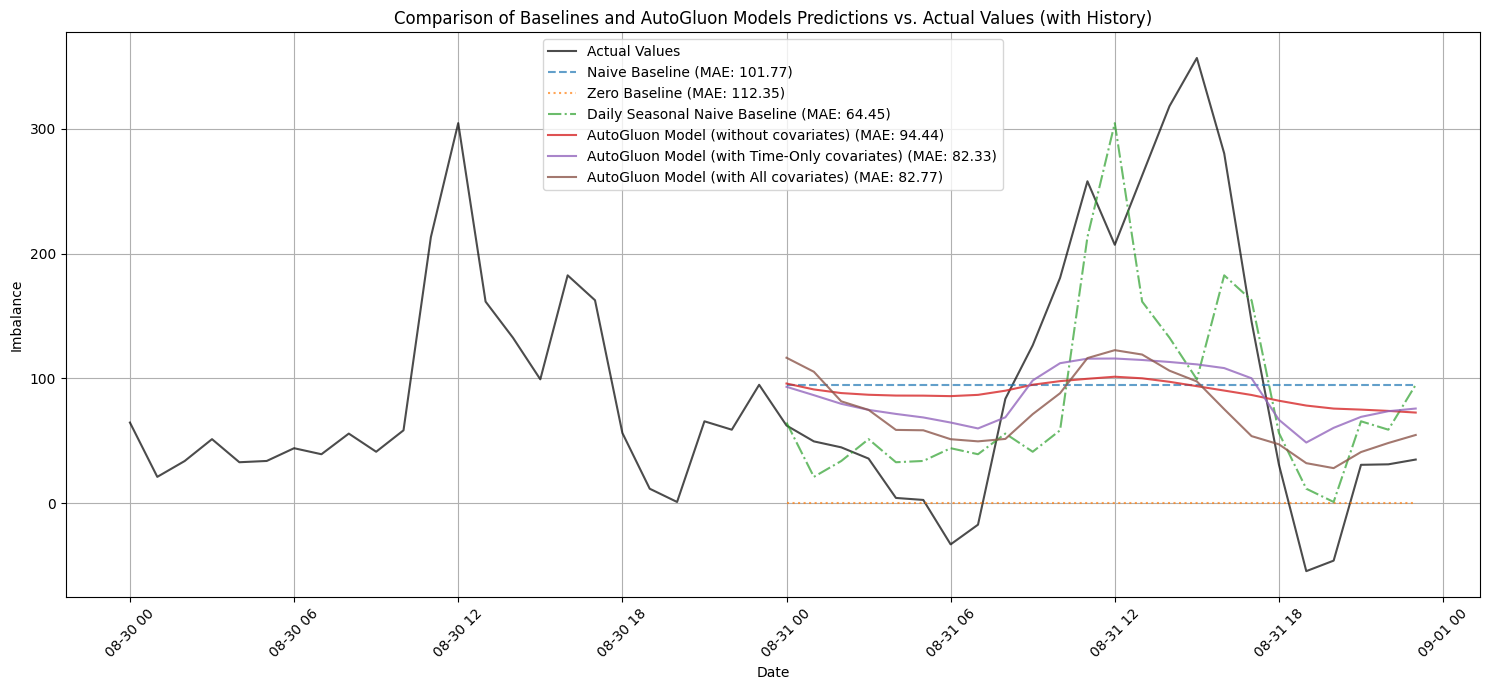 Comparison of Baselines and AutoGluon Models Predictions vs. Actual Values (with History)
Actual Values
Naive Baseline (MAE: 101.77)
Zero Baseline (MAE: 112.35)
Daily Seasonal Naive Baseline (MAE: 64.45)
AutoGluon Model (without covariates) (MAE: 94.44)
AutoGluon Model (with Time-Only covariates) (MAE: 82.33)
AutoGluon Model (with All covariates) (MAE: 82.77)
Imbalance
300
200
100
0
08-30 00
08-30 06
08-30 12
08-30 18
08-31 00
08-31 06
08-31 12
08-31 18
09-01 00
Date